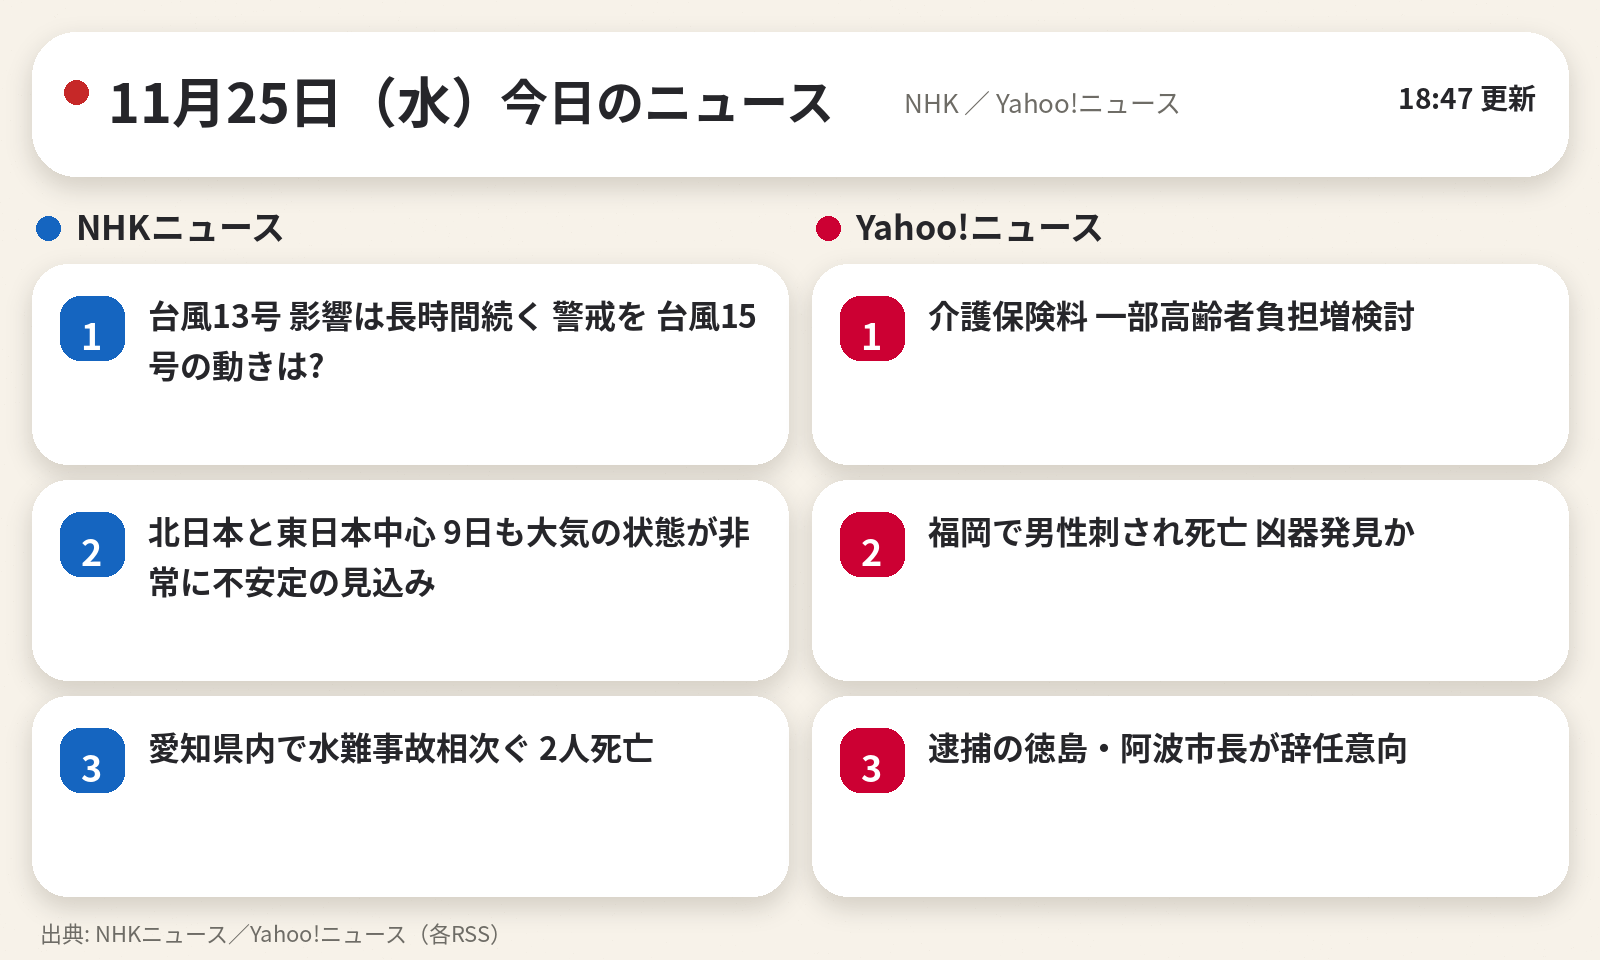 11月25日（水）今日のニュース
NHK ／ Yahoo!ニュース
18:47 更新
NHKニュース
1
台風13号 影響は長時間続く 警戒を 台風15
号の動きは?
2
北日本と東日本中心 9日も大気の状態が非
常に不安定の見込み
3
愛知県内で水難事故相次ぐ 2人死亡
Yahoo!ニュース
1
介護保険料 一部高齢者負担増検討
2
福岡で男性刺され死亡 凶器発見か
3
逮捕の徳島・阿波市長が辞任意向
出典: NHKニュース／Yahoo!ニュース（各RSS）